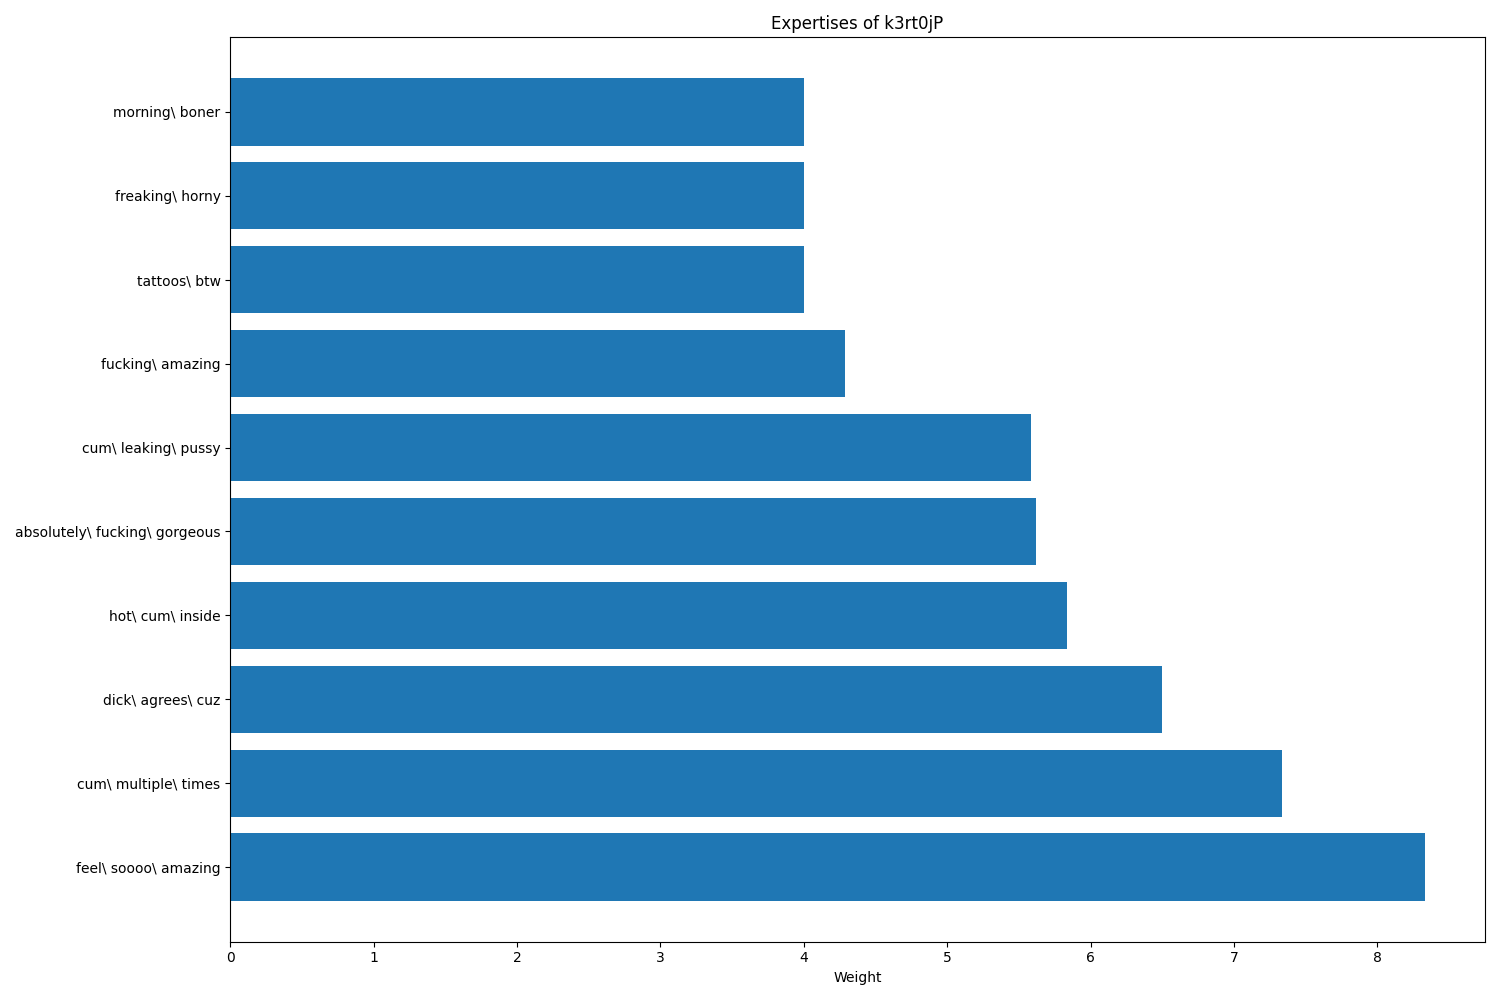 Expertises of k3rt0jP
morning\ boner
freaking\ horny
tattoos\ btw
fucking\ amazing
cum\ leaking\ pussy
absolutely\ fucking\ gorgeous
hot\ cum\ inside
dick\ agrees\ cuz
cum\ multiple\ times
feel\ soooo\ amazing
0 1 2 3 4 5 6 7 8
Weight